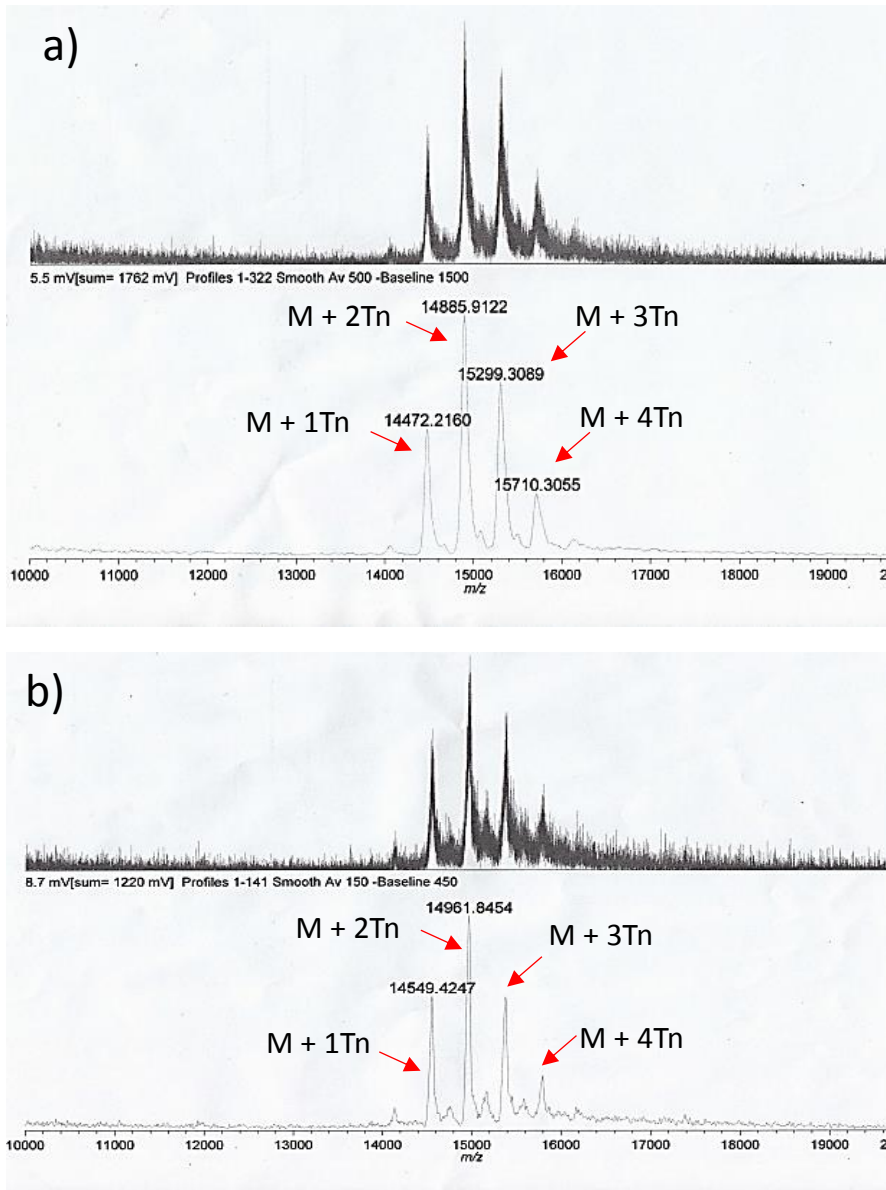 a)
5.5 mV[sum= 1762 mV] Profiles 1-322 Smooth Av 500 -Baseline 1500
14885.9122
M + 2Tn
M + 3Tn
15299.3089
M + 1Tn
14472.2160
M + 4Tn
15710.3055
10000 11000 12000 13000 14000 15000 16000 17000 18000 19000
m/z
b)
8.7 mV[sum= 1220 mV] Profiles 1-141 Smooth Av 150 -Baseline 450
14961.8454
M + 2Tn
M + 3Tn
14549.4247
M + 1Tn
M + 4Tn
10000 11000 12000 13000 14000 15000 16000 17000 18000 19000
m/z